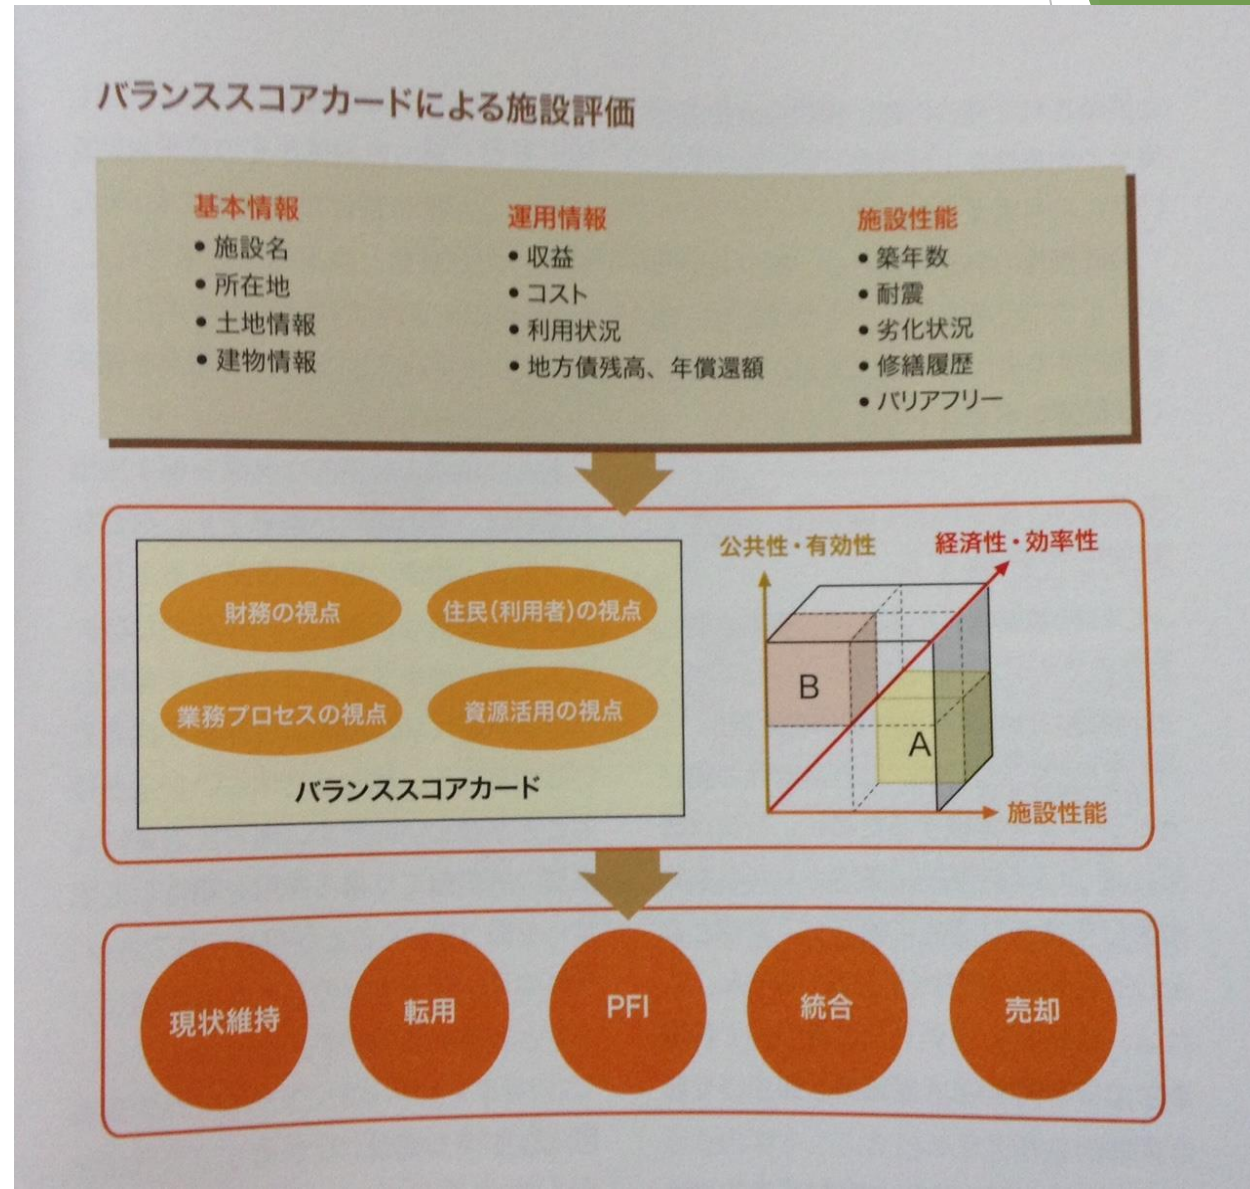 バランススコアカードによる施設評価
基本情報
• 施設名
• 所在地
• 土地情報
• 建物情報
運用情報
• 収益
• コスト
• 利用状況
• 地方債残高、年償還額
施設性能
• 築年数
• 耐震
• 劣化状況
• 修繕履歴
• バリアフリー
財務の視点
住民(利用者)の視点
業務プロセスの視点
資源活用の視点
バランススコアカード
公共性・有効性
経済性・効率性
B
A
施設性能
現状維持
転用
PFI
統合
売却